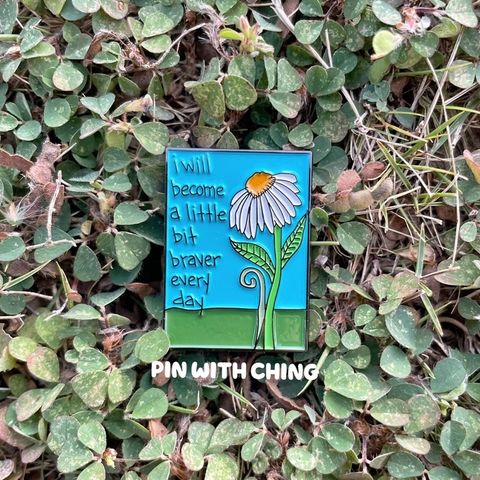 i will
become
a little
bit
braver
every
day
PIN WITH CHING